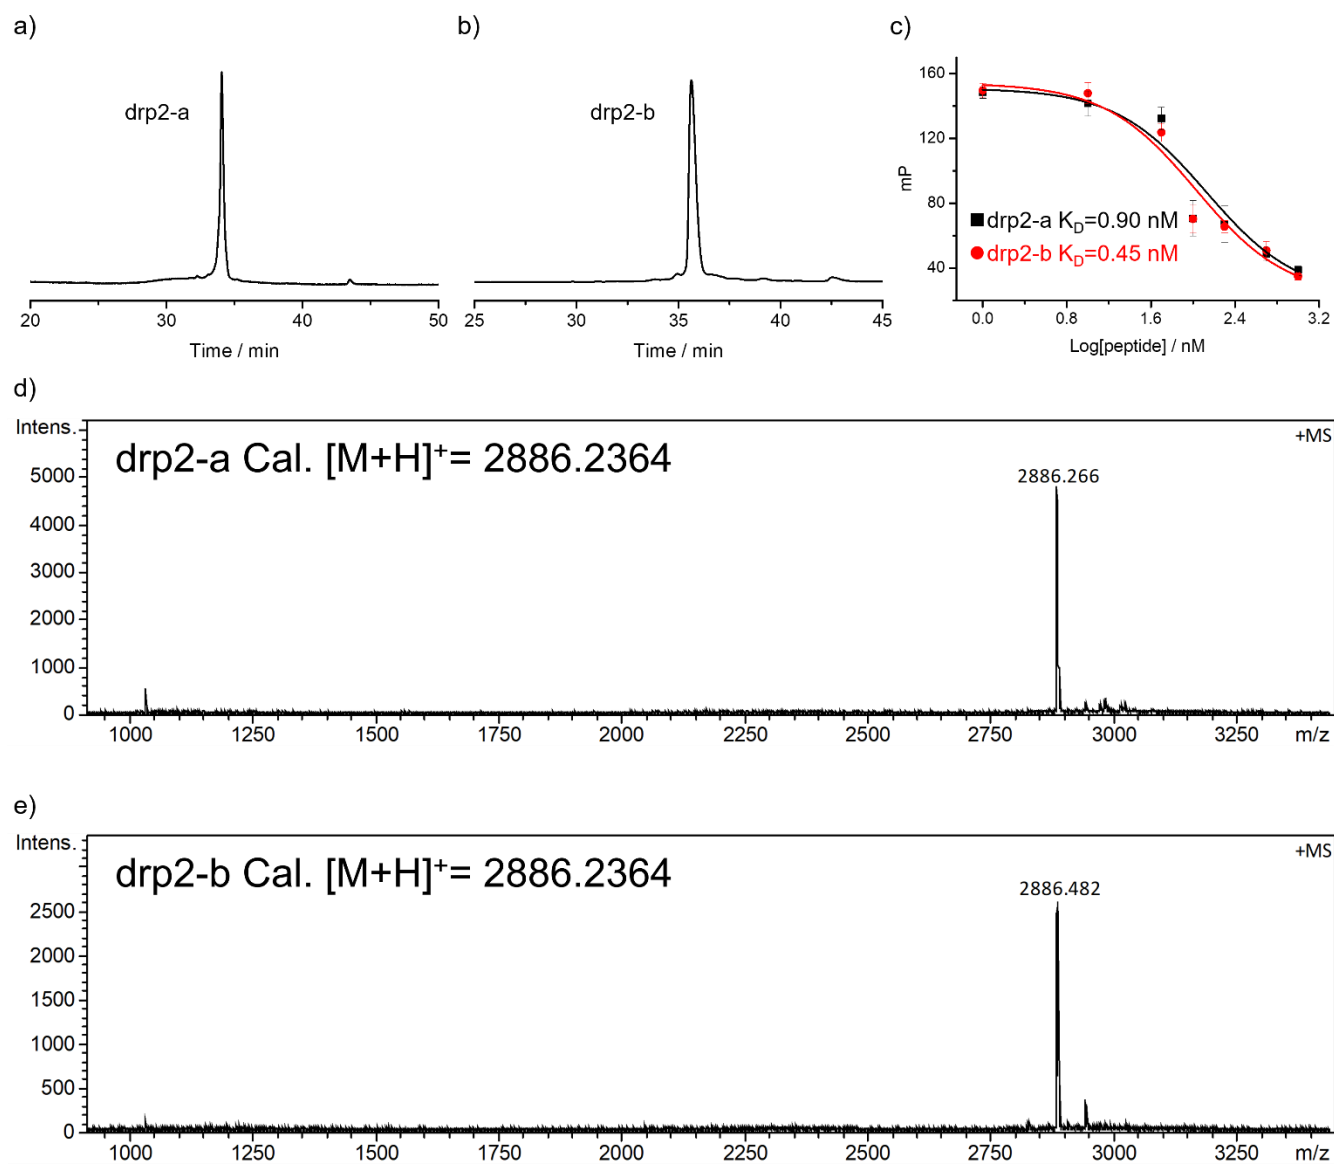 a)
drp2-a
20 30 40 50
Time / min
b)
drp2-b
25 30 35 40 45
Time / min
c)
160
120
80
40
mP
drp2-a K_D=0.90 nM
drp2-b K_D=0.45 nM
0.0 0.8 1.6 2.4 3.2
Log[peptide] / nM
d)
Intens.
+MS
drp2-a Cal. [M+H]⁺= 2886.2364
2886.266
5000
4000
3000
2000
1000
0
1000 1250 1500 1750 2000 2250 2500 2750 3000 3250 m/z
e)
Intens.
+MS
drp2-b Cal. [M+H]⁺= 2886.2364
2886.482
2500
2000
1500
1000
500
0
1000 1250 1500 1750 2000 2250 2500 2750 3000 3250 m/z